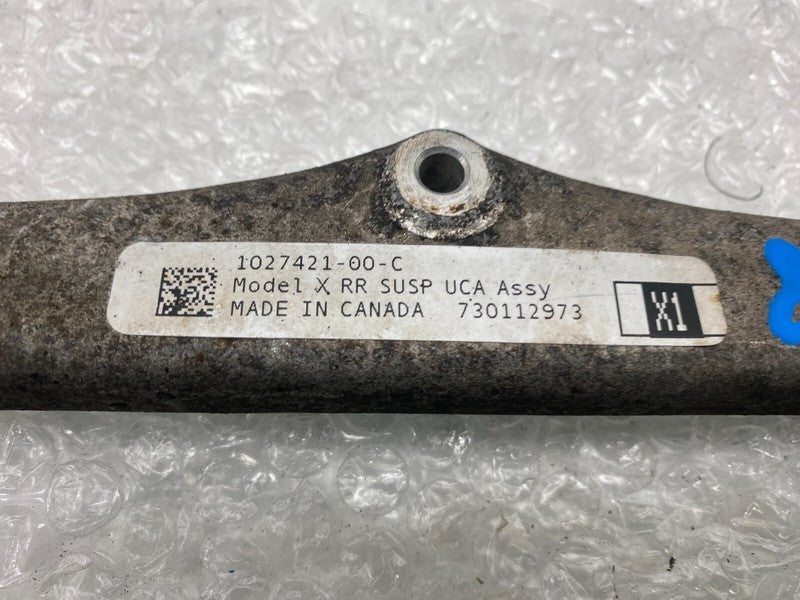 1027421-00-C
Model X RR SUSP UCA Assy
MADE IN CANADA 730112973
X1